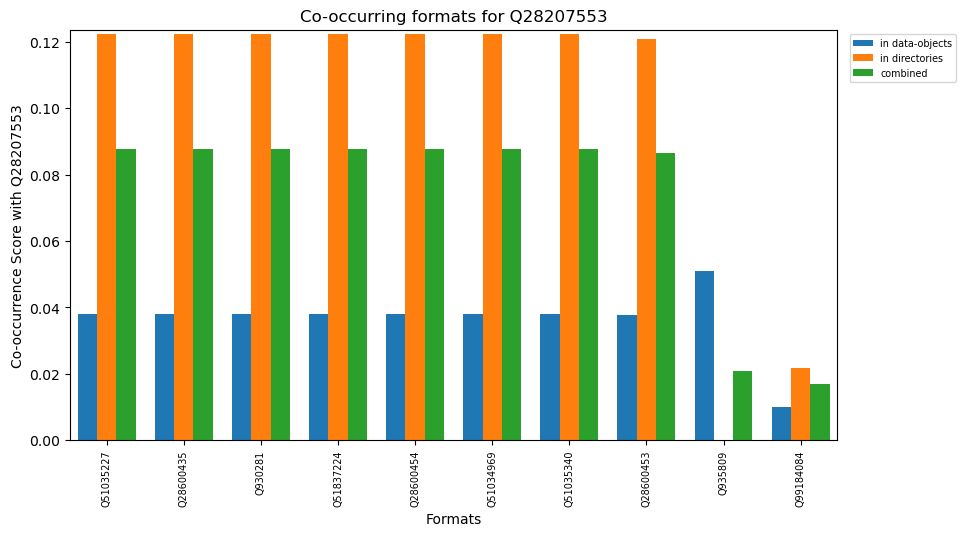 Co-occurring formats for Q28207553
in data-objects
in directories
combined
Co-occurrence Score with Q28207553
0.12
0.10
0.08
0.06
0.04
0.02
0.00
Q51035227
Q28600435
Q930281
Q51837224
Q28600454
Q51034969
Q51035340
Q28600453
Q935809
Q99184084
Formats